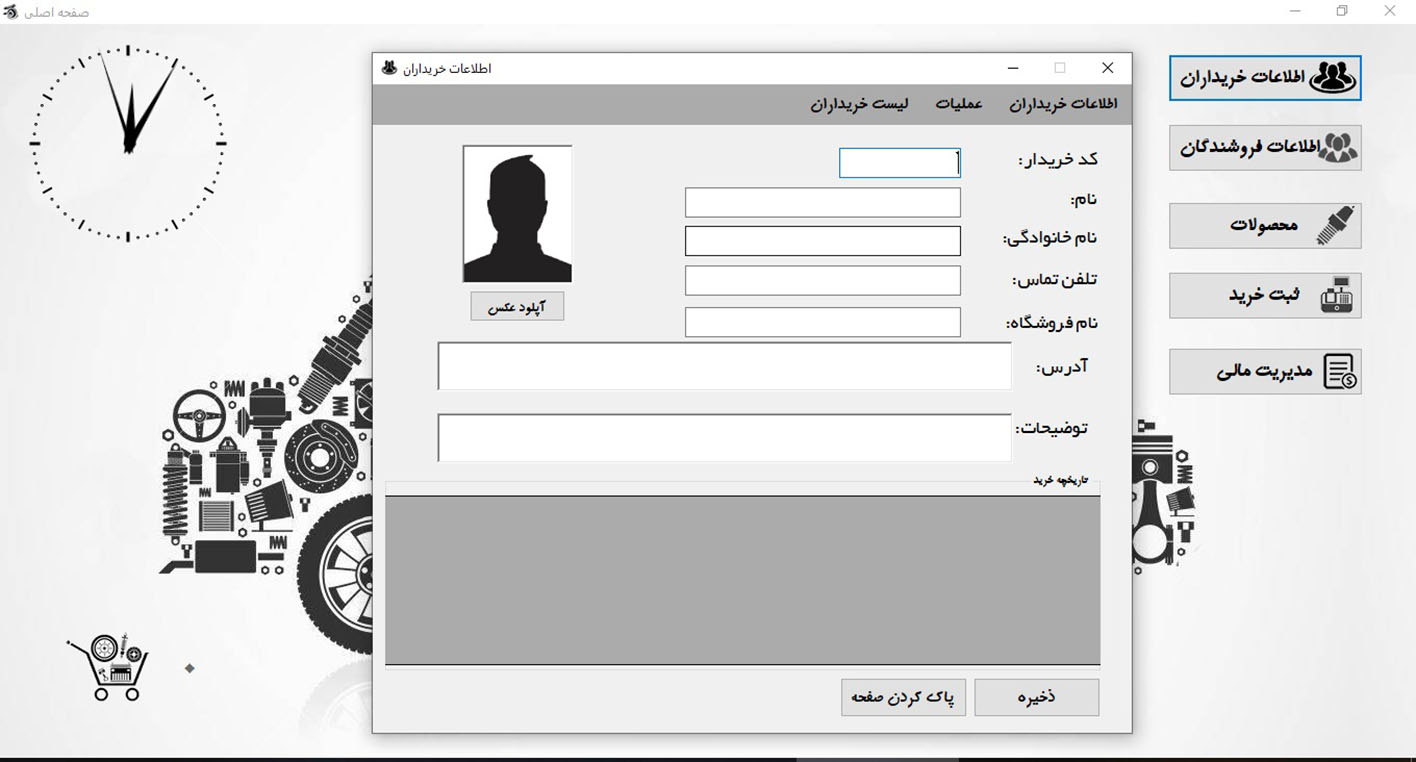 صفحه اصلی
اطلاعات خریداران
اطلاعات خریداران
عملیات
لیست خریداران
کد خریدار:
نام:
نام خانوادگی:
تلفن تماس:
نام فروشگاه:
آدرس:
توضیحات:
آپلود عکس
تاریخچه خرید
ذخیره
پاک کردن صفحه
اطلاعات خریداران
اطلاعات فروشندگان
محصولات
ثبت خرید
مدیریت مالی